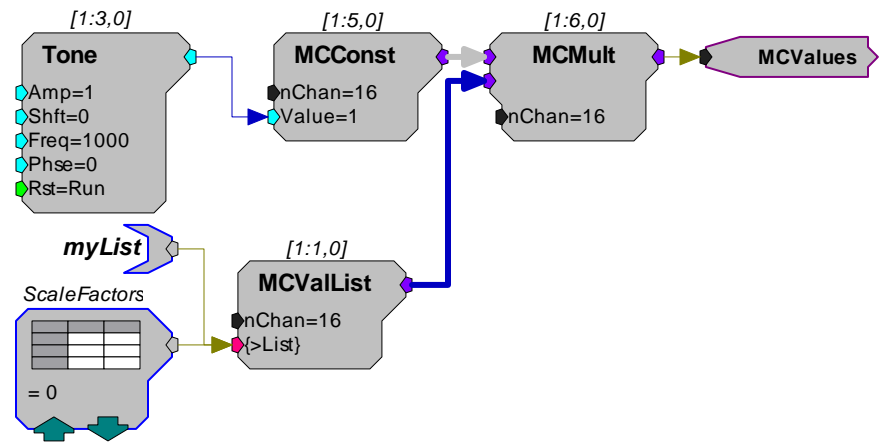 [1:3,0]
Tone
Amp=1
Shft=0
Freq=1000
Phse=0
Rst=Run
[1:5,0]
MCConst
nChan=16
Value=1
[1:6,0]
MCMult
nChan=16
MCValues
myList
[1:1,0]
MCValList
nChan=16
{>List}
ScaleFactors
= 0